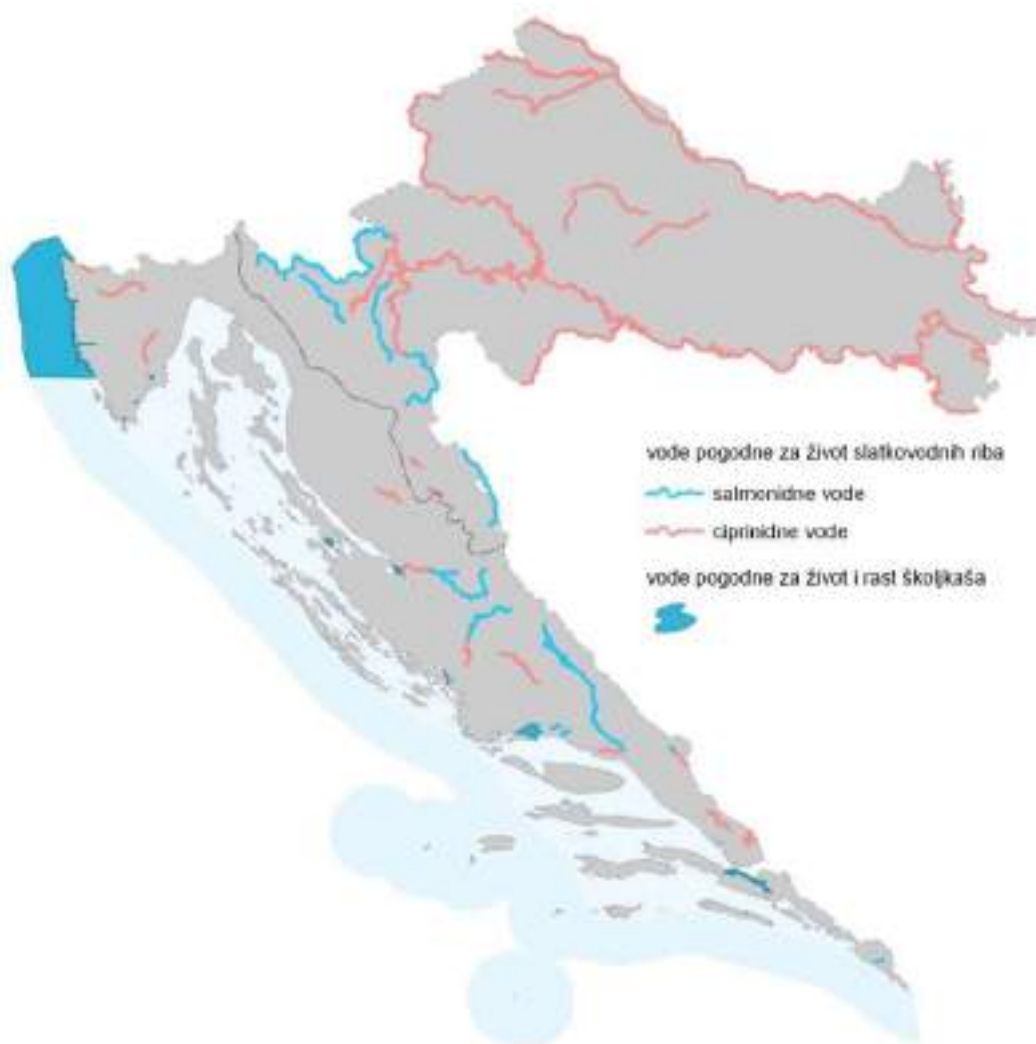 vode pogodne za život slatkovodnih riba
salmonidne vode
ciprinidne vode
vode pogodne za život i rast školjkaša